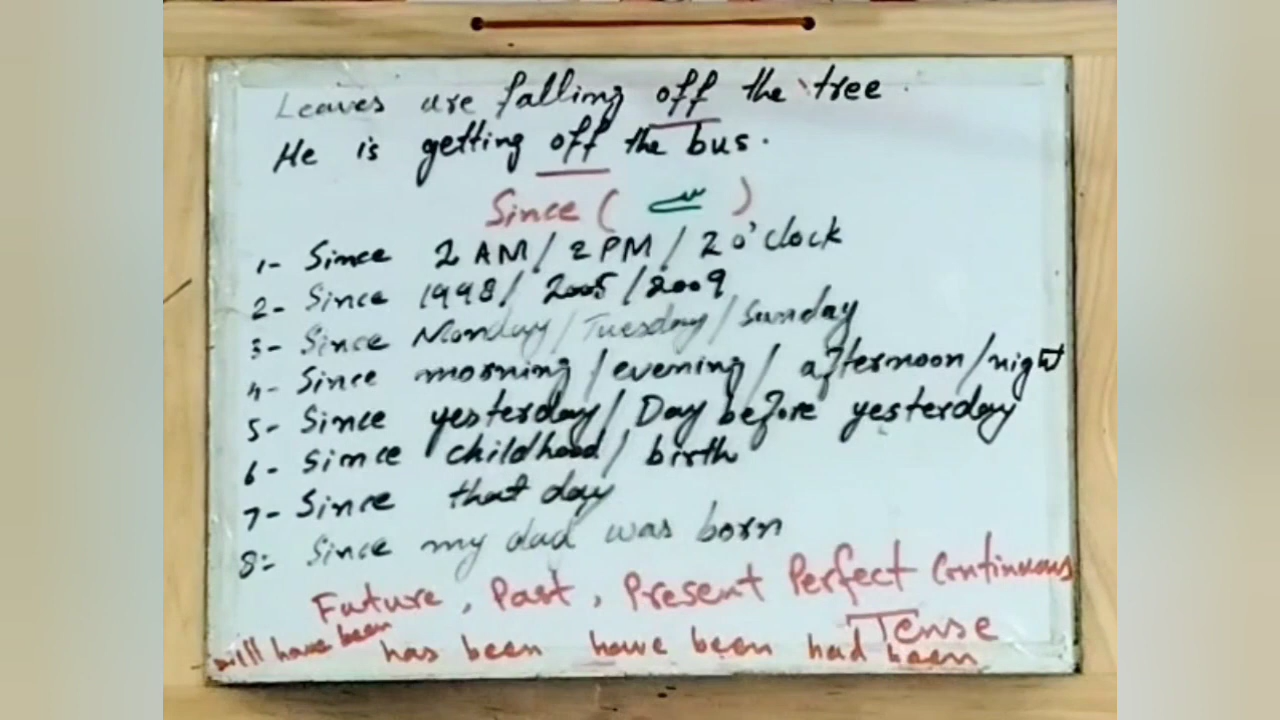 Leaves are falling off the tree.
He is getting off the bus.
Since ( سے )
1- Since 2 AM / 2 PM / 2 o'clock
2- Since 1998 / 2005 / 2009
3- Since Monday / Tuesday / Sunday
4- Since morning / evening / afternoon / night
5- Since yesterday / Day before yesterday
6- Since childhood / birth
7- Since that day
8:- Since my dad was born
Future, Past, Present Perfect Continuous
Tense
will have been has been have been had been